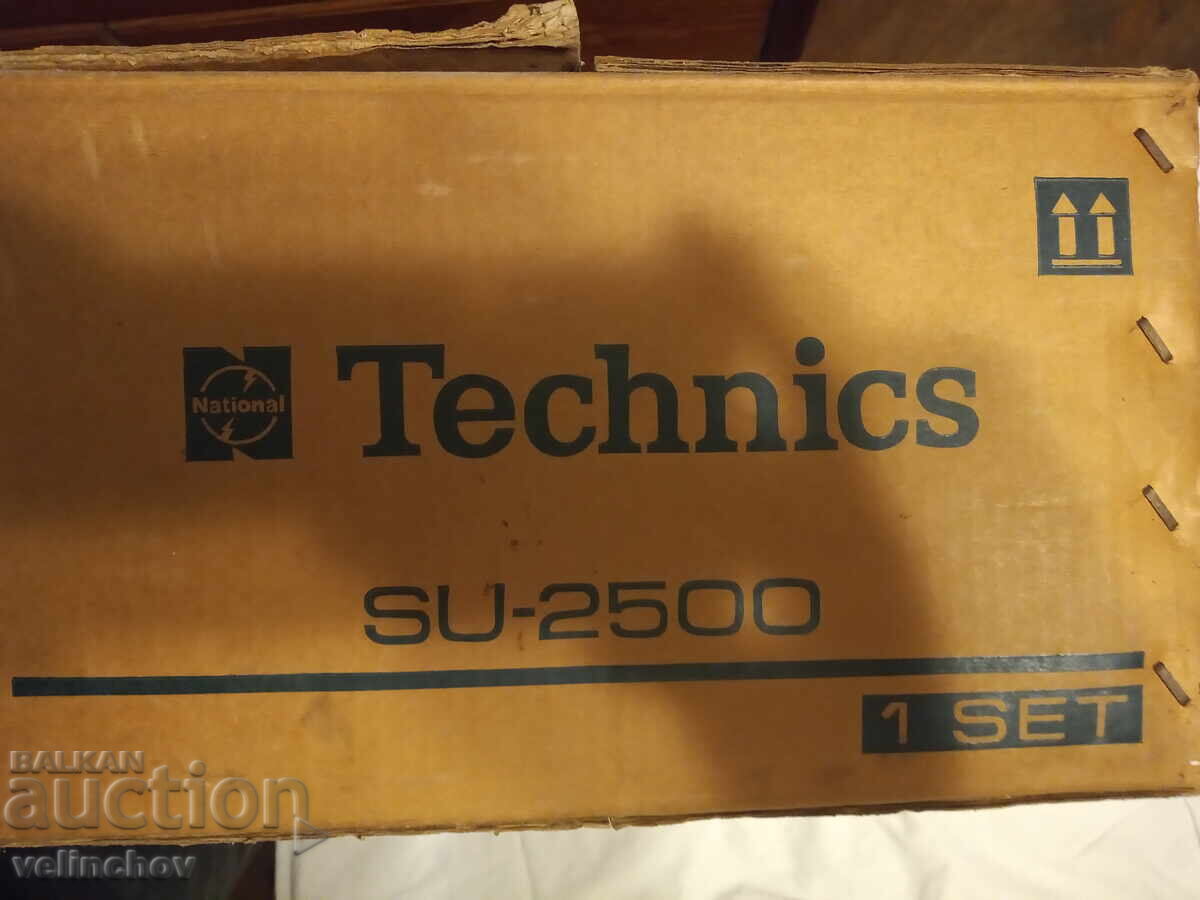 National Technics
SU-2500
1 SET
BALKAN
auction
velinchov